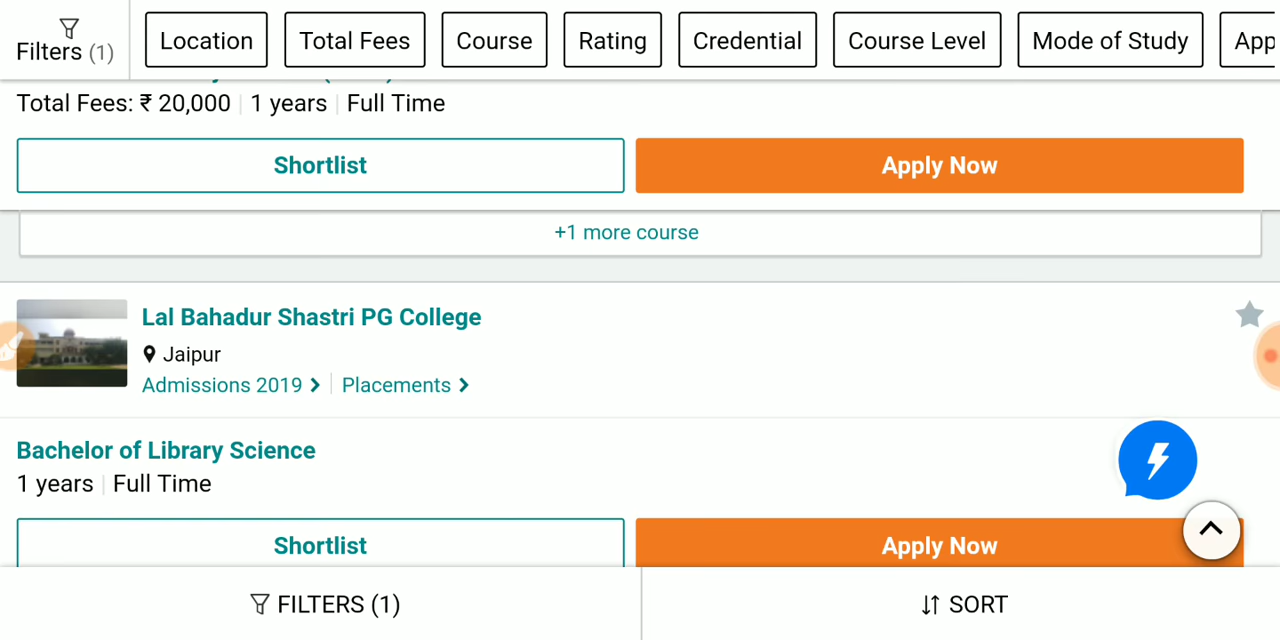 Filters (1)
Location
Total Fees
Course
Rating
Credential
Course Level
Mode of Study
App
Total Fees: ₹ 20,000 | 1 years | Full Time
Shortlist
Apply Now
+1 more course
Lal Bahadur Shastri PG College
Jaipur
Admissions 2019 | Placements
Bachelor of Library Science
1 years | Full Time
Shortlist
Apply Now
FILTERS (1)
SORT